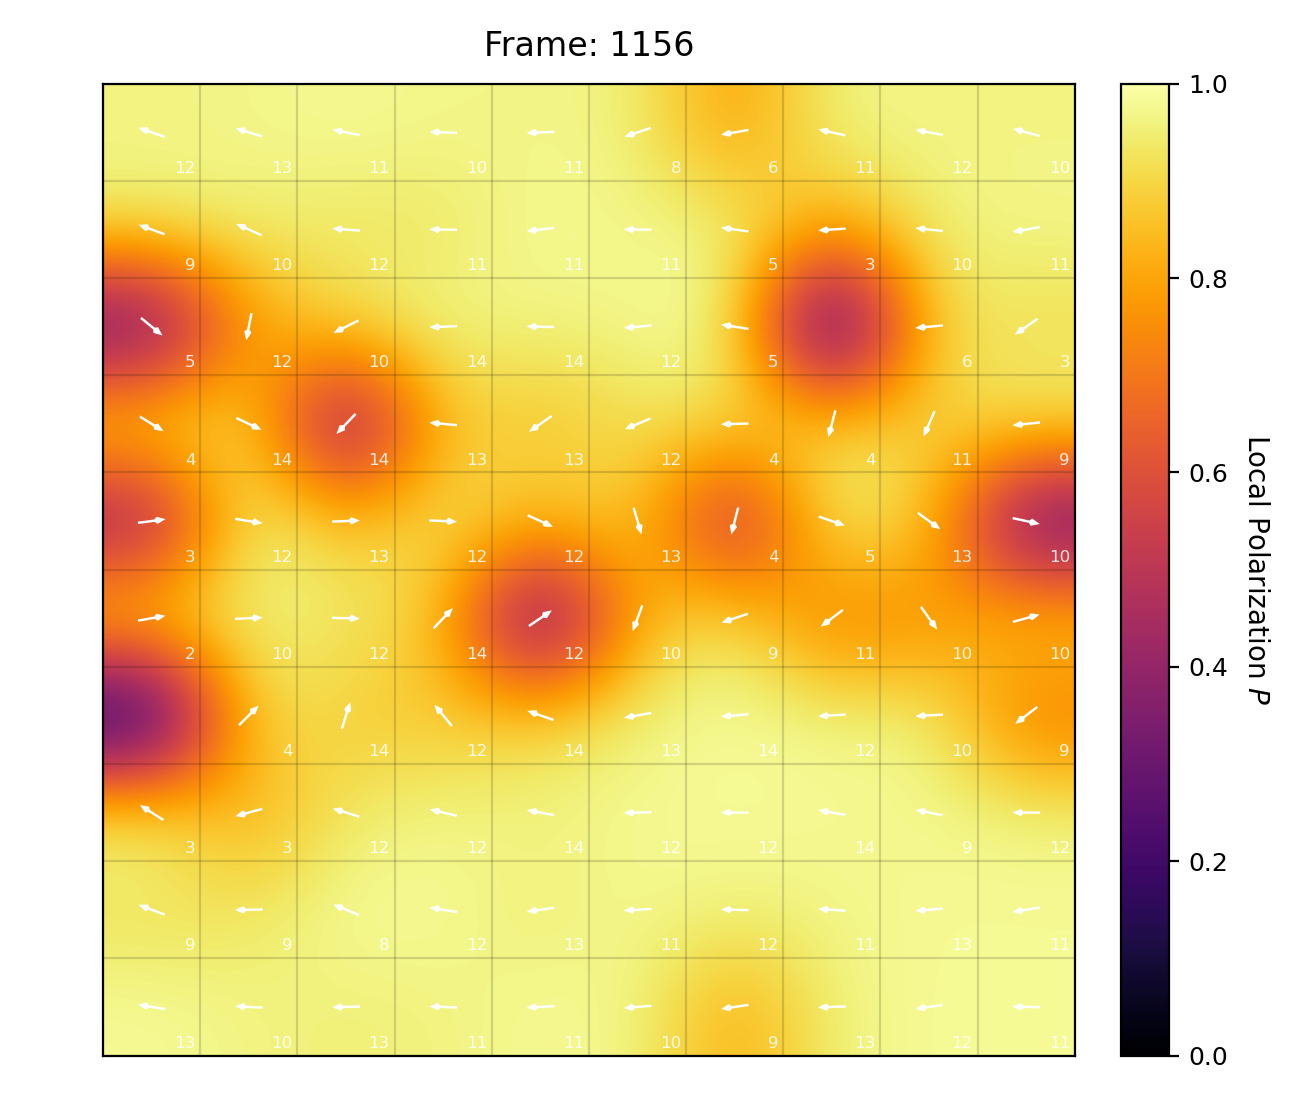 Frame: 1156
12 13 11 10 11 8 6 11 12 10
9 10 12 11 11 11 5 3 10 11
5 12 10 14 14 12 5 6 3
4 14 14 13 13 12 4 4 11 9
3 12 13 12 12 13 4 5 13 10
2 10 12 14 12 10 9 11 10 10
4 14 12 14 13 14 12 10 9
3 3 12 12 14 12 12 14 9 12
9 9 8 12 13 11 12 11 13 11
13 10 13 11 11 10 9 13 12 11
1.0
0.8
0.6
0.4
0.2
0.0
Local Polarization P